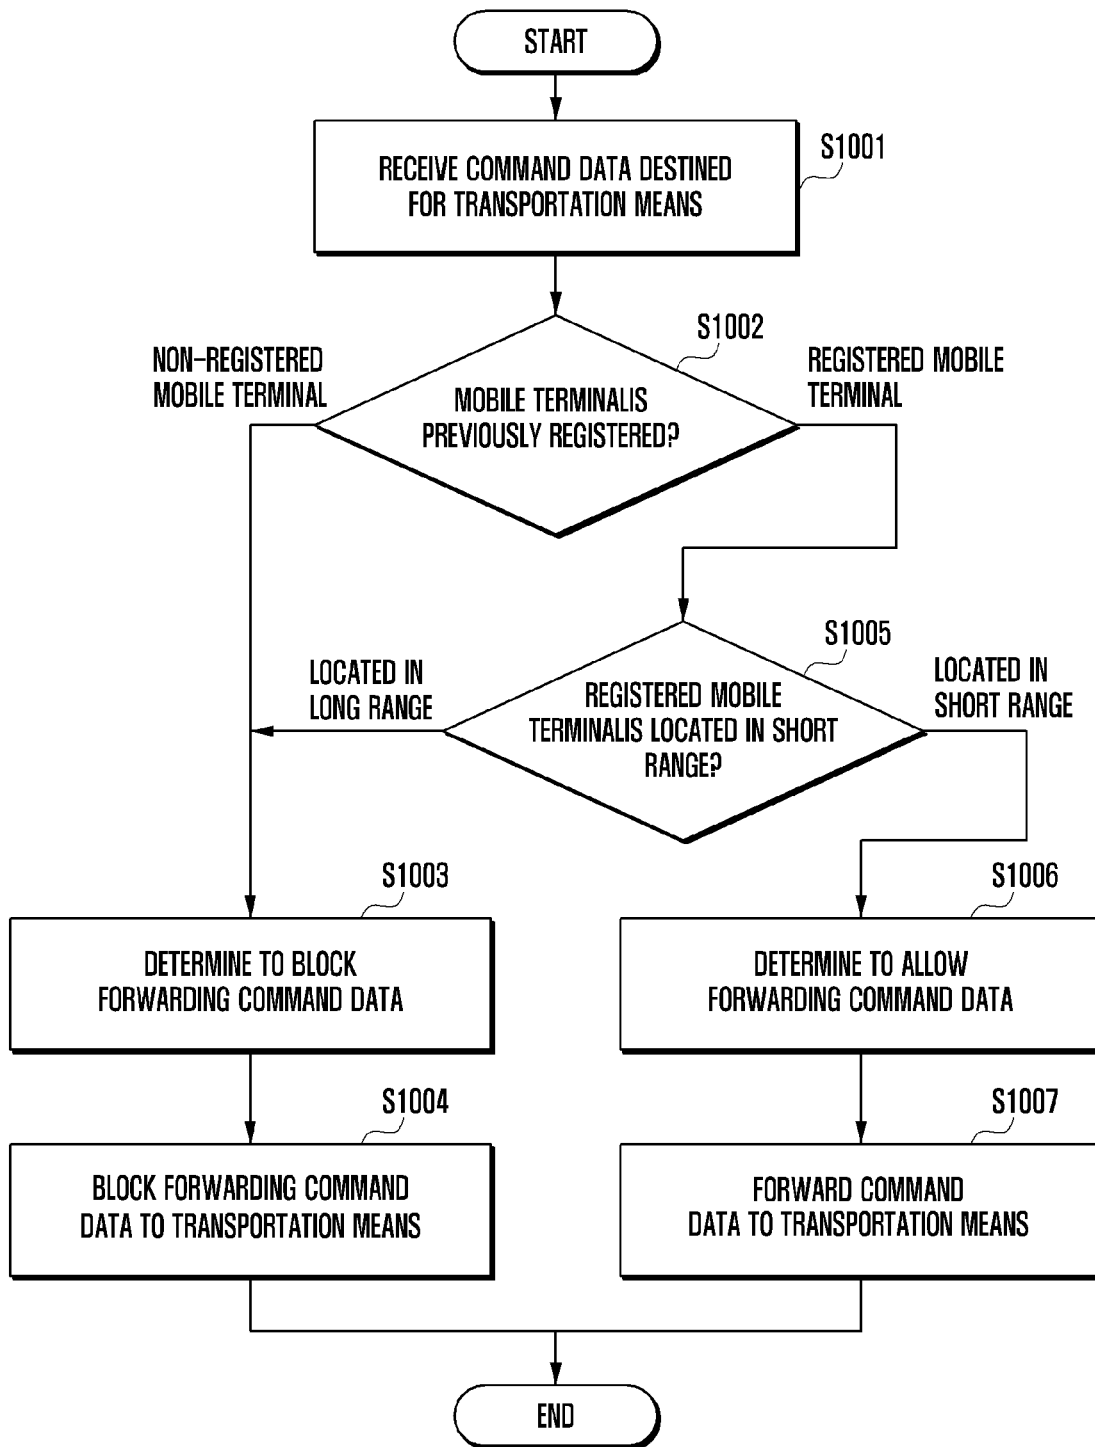 START
S1001
RECEIVE COMMAND DATA DESTINED
FOR TRANSPORTATION MEANS
S1002
NON-REGISTERED
MOBILE TERMINAL
REGISTERED MOBILE
TERMINAL
MOBILE TERMINALIS
PREVIOUSLY REGISTERED?
S1005
LOCATED IN
LONG RANGE
LOCATED IN
SHORT RANGE
REGISTERED MOBILE
TERMINALIS LOCATED IN SHORT
RANGE?
S1003
S1006
DETERMINE TO BLOCK
FORWARDING COMMAND DATA
DETERMINE TO ALLOW
FORWARDING COMMAND DATA
S1004
S1007
BLOCK FORWARDING COMMAND
DATA TO TRANSPORTATION MEANS
FORWARD COMMAND
DATA TO TRANSPORTATION MEANS
END